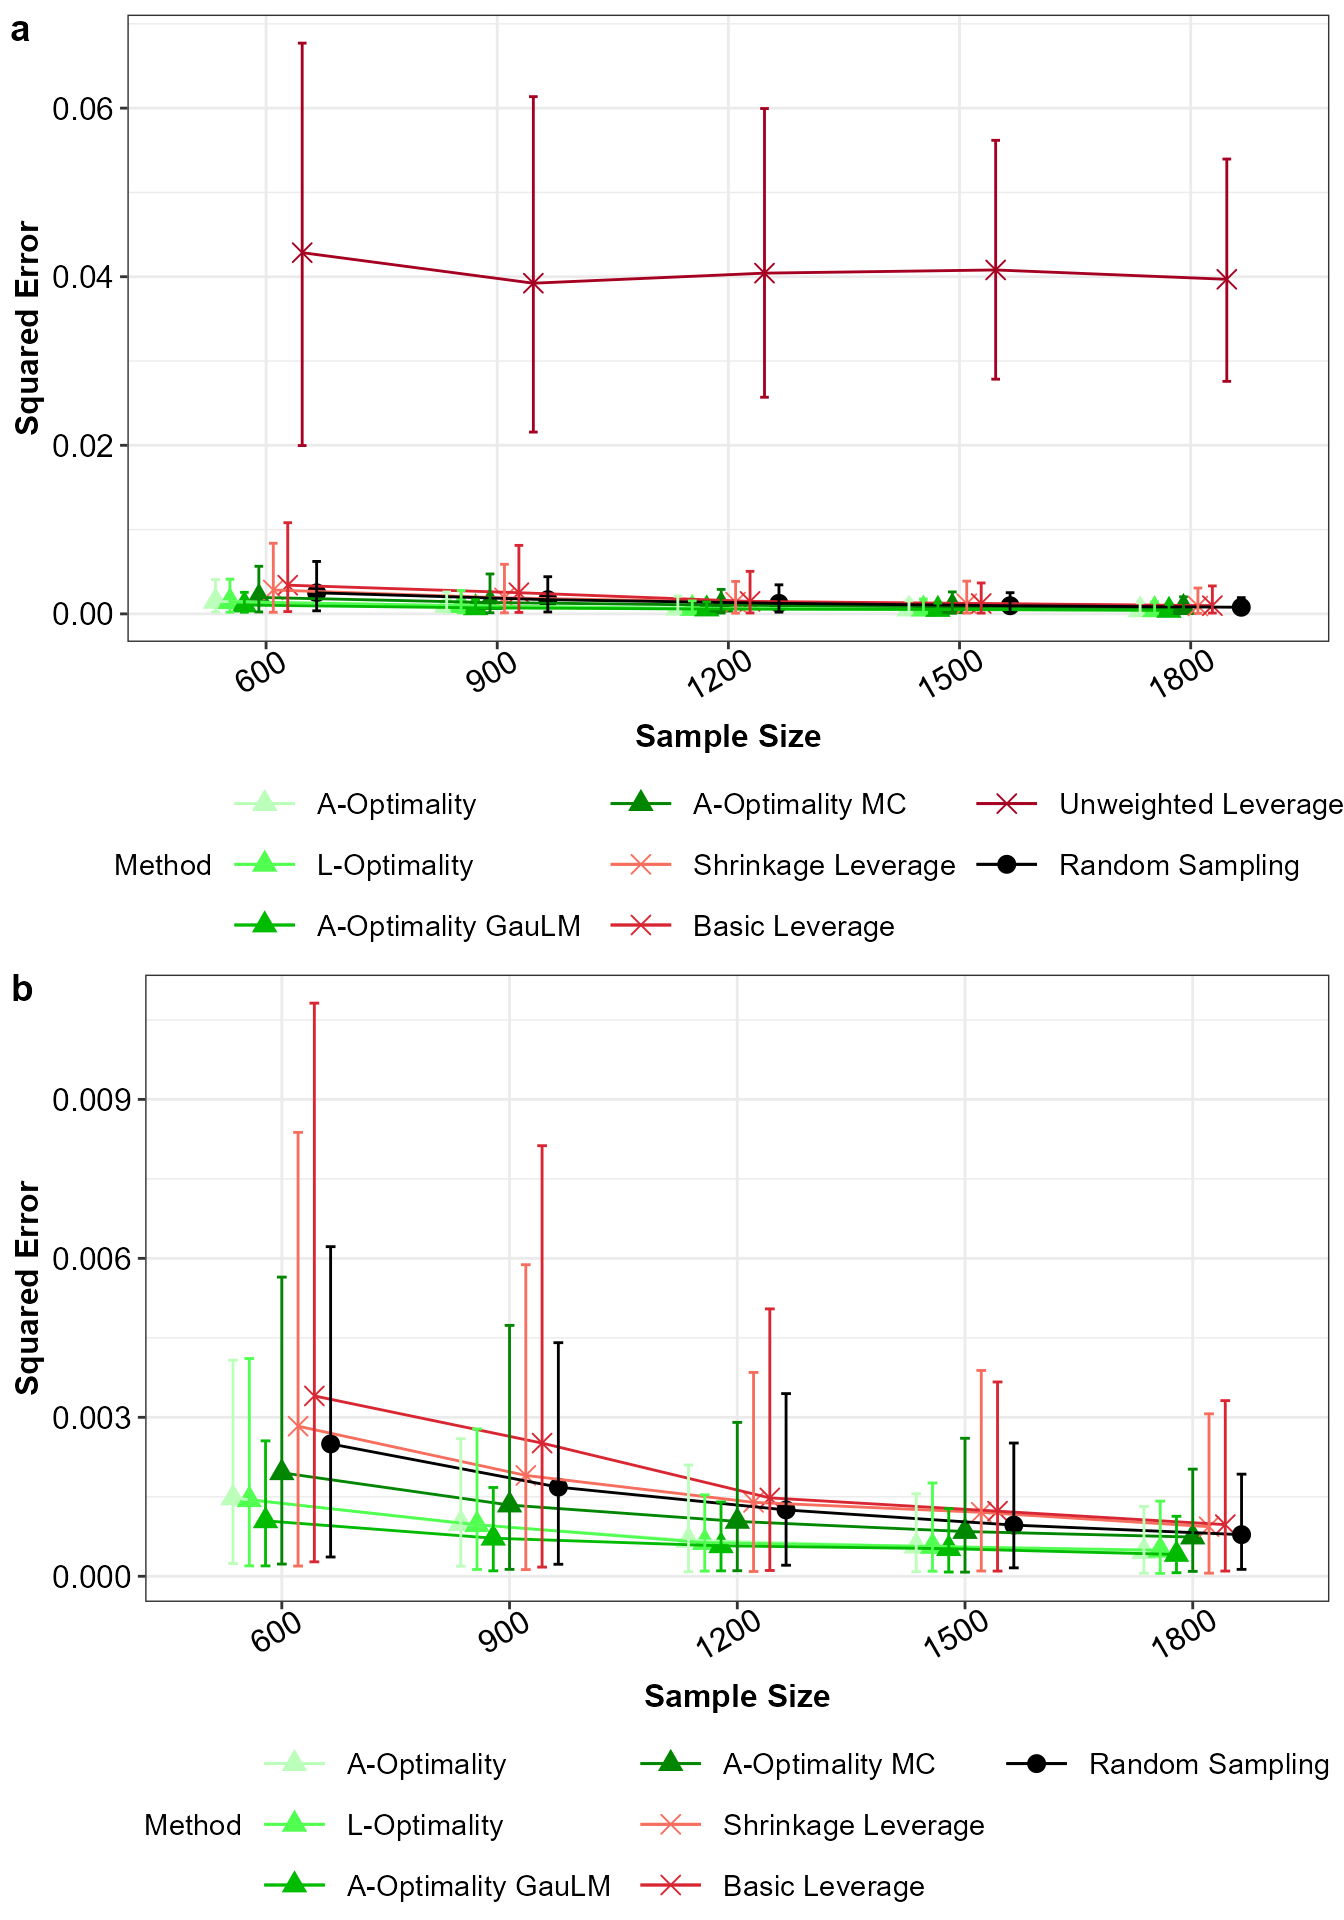 a
Squared Error
0.06
0.04
0.02
0.00
600 900 1200 1500 1800
Sample Size
Method
A-Optimality
A-Optimality MC
Unweighted Leverage
L-Optimality
Shrinkage Leverage
Random Sampling
A-Optimality GauLM
Basic Leverage
b
Squared Error
0.009
0.006
0.003
0.000
600 900 1200 1500 1800
Sample Size
Method
A-Optimality
A-Optimality MC
Random Sampling
L-Optimality
Shrinkage Leverage
A-Optimality GauLM
Basic Leverage